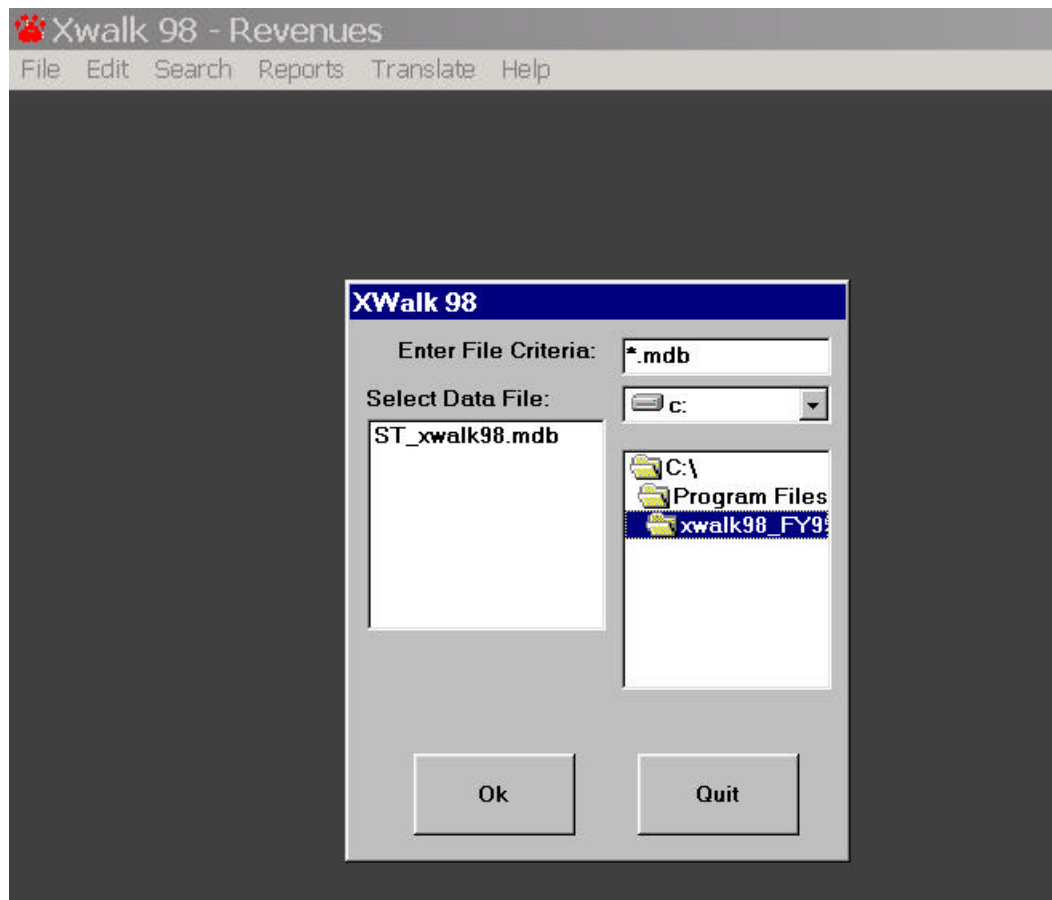 Xwalk 98 - Revenues
File Edit Search Reports Translate Help
XWalk 98
Enter File Criteria: *.mdb
Select Data File: c:
ST_xwalk98.mdb
C:\
Program Files
xwalk98_FY9
Ok Quit